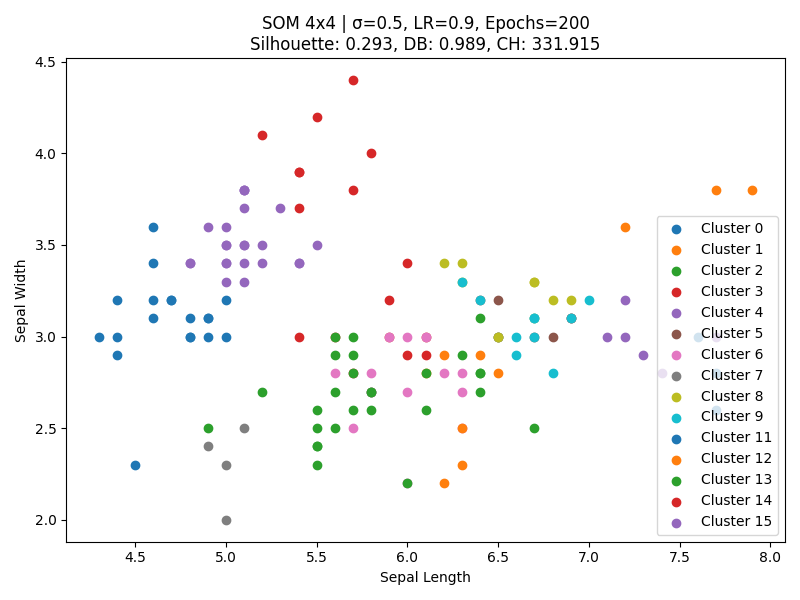 SOM 4x4 | σ=0.5, LR=0.9, Epochs=200
Silhouette: 0.293, DB: 0.989, CH: 331.915
4.5
4.0
3.5
3.0
2.5
2.0
Sepal Width
Cluster 0
Cluster 1
Cluster 2
Cluster 3
Cluster 4
Cluster 5
Cluster 6
Cluster 7
Cluster 8
Cluster 9
Cluster 11
Cluster 12
Cluster 13
Cluster 14
Cluster 15
4.5 5.0 5.5 6.0 6.5 7.0 7.5 8.0
Sepal Length